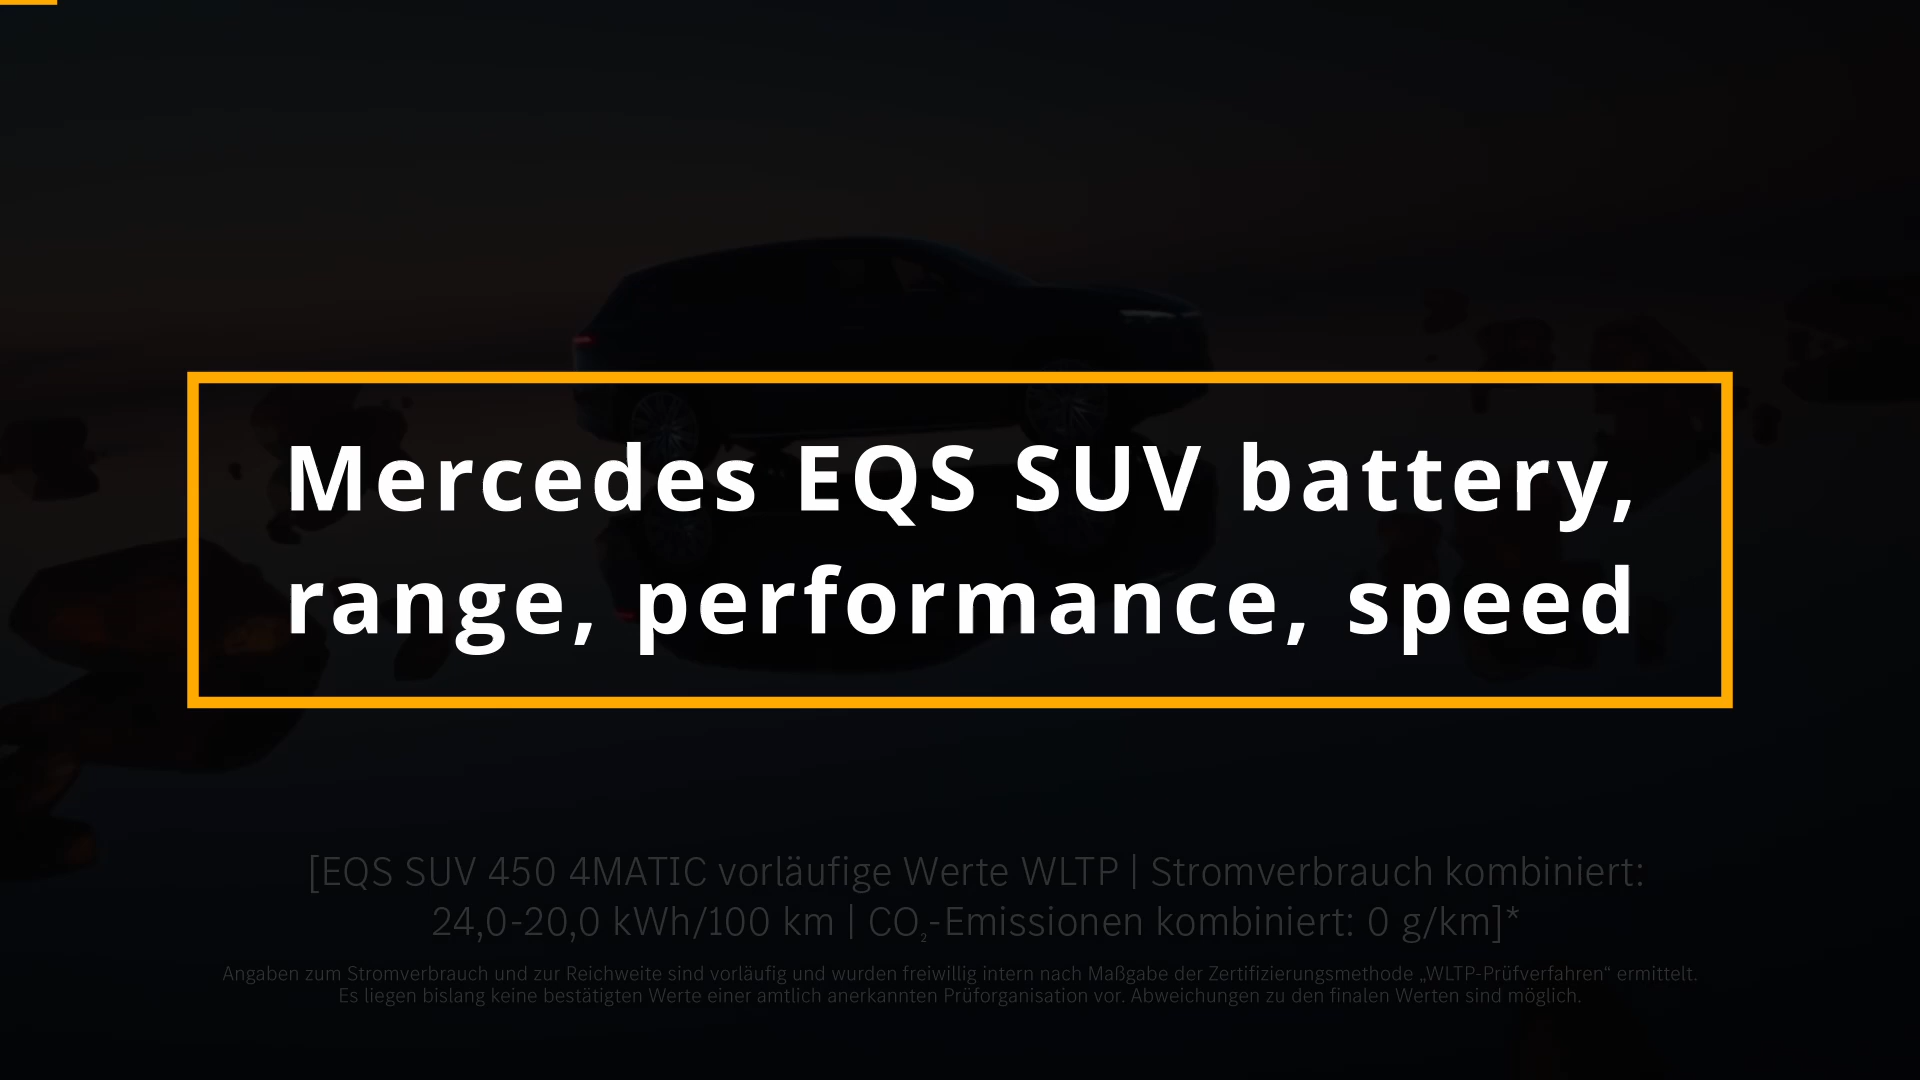 Mercedes EQS SUV battery,
range, performance, speed
[EQS SUV 450 4MATIC vorläufige Werte WLTP | Stromverbrauch kombiniert:
24,0-20,0 kWh/100 km | CO₂-Emissionen kombiniert: 0 g/km]*
Angaben zum Stromverbrauch und zur Reichweite sind vorläufig und wurden freiwillig intern nach Maßgabe der Zertifizierungsmethode „WLTP-Prüfverfahren“ ermittelt.
Es liegen bislang keine bestätigten Werte einer amtlich anerkannten Prüforganisation vor. Abweichungen zu den finalen Werten sind möglich.